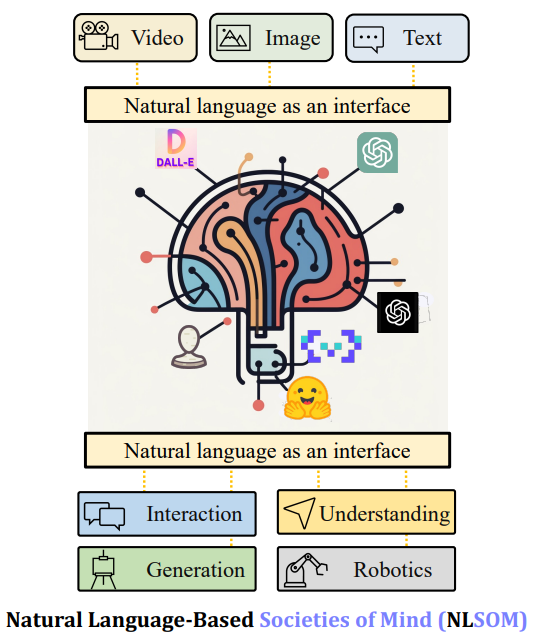 Video
Image
Text
Natural language as an interface
DALL-E
Natural language as an interface
Interaction
Understanding
Generation
Robotics
Natural Language-Based Societies of Mind (NLSOM)